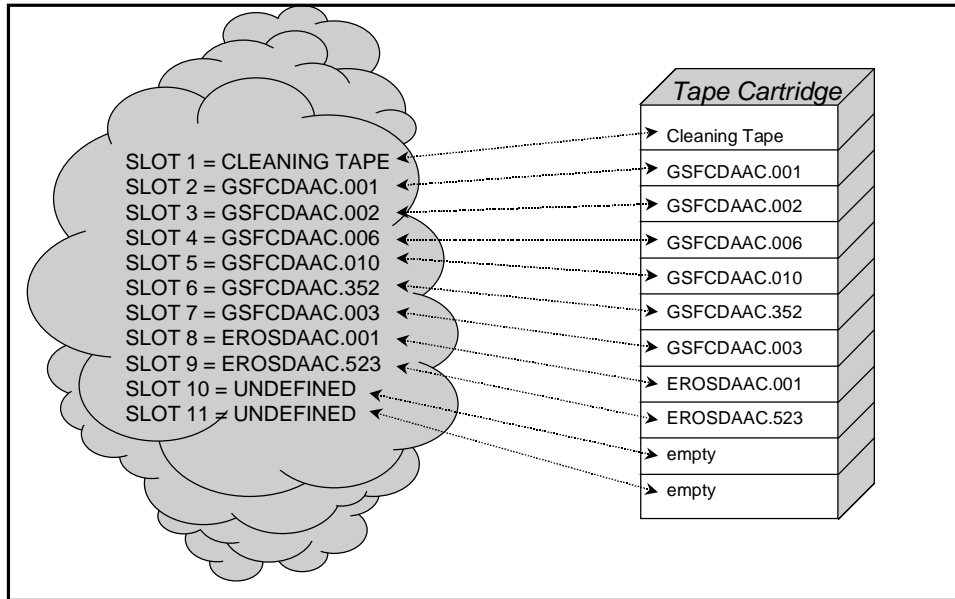 SLOT 1 = CLEANING TAPE
SLOT 2 = GSFCDAAC.001
SLOT 3 = GSFCDAAC.002
SLOT 4 = GSFCDAAC.006
SLOT 5 = GSFCDAAC.010
SLOT 6 = GSFCDAAC.352
SLOT 7 = GSFCDAAC.003
SLOT 8 = EROSDAAC.001
SLOT 9 = EROSDAAC.523
SLOT 10 = UNDEFINED
SLOT 11 = UNDEFINED
Tape Cartridge
Cleaning Tape
GSFCDAAC.001
GSFCDAAC.002
GSFCDAAC.006
GSFCDAAC.010
GSFCDAAC.352
GSFCDAAC.003
EROSDAAC.001
EROSDAAC.523
empty
empty